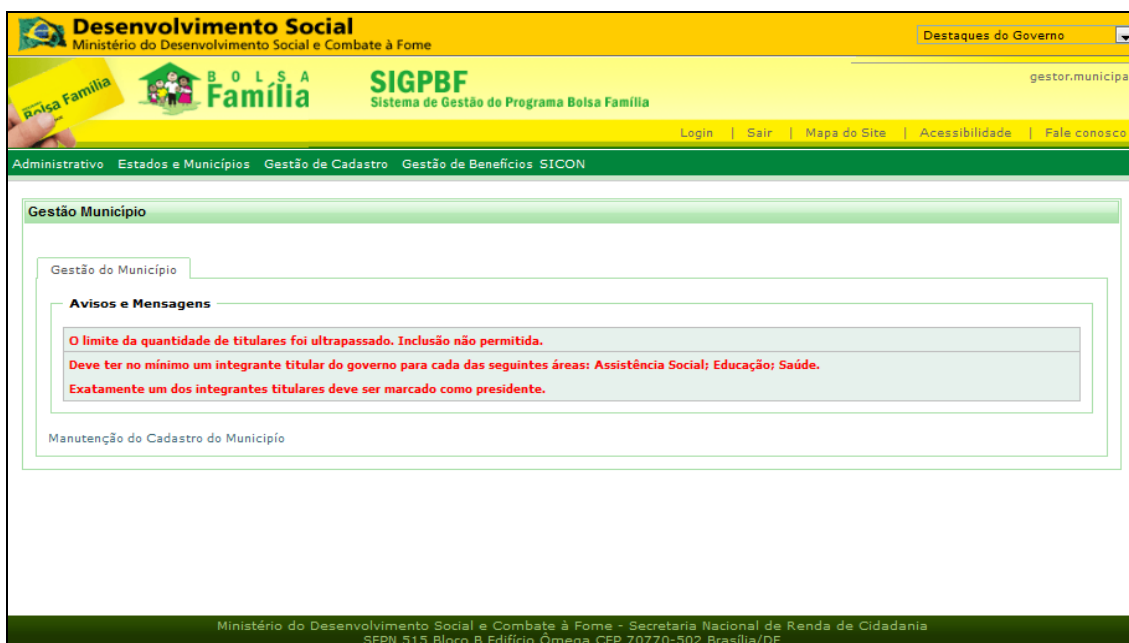 Desenvolvimento Social
Ministério do Desenvolvimento Social e Combate à Fome
Destaques do Governo
Bolsa Família
BOLSA
Família
SIGPBF
Sistema de Gestão do Programa Bolsa Família
gestor.municipa
Login | Sair | Mapa do Site | Acessibilidade | Fale conosco
Administrativo Estados e Municípios Gestão de Cadastro Gestão de Benefícios SICON
Gestão Município
Gestão do Município
Avisos e Mensagens
O limite da quantidade de titulares foi ultrapassado. Inclusão não permitida.
Deve ter no mínimo um integrante titular do governo para cada das seguintes áreas: Assistência Social; Educação; Saúde.
Exatamente um dos integrantes titulares deve ser marcado como presidente.
Manutenção do Cadastro do Municipío
Ministério do Desenvolvimento Social e Combate à Fome - Secretaria Nacional de Renda de Cidadania
SEPN 515 Bloco B Edifício Ômega CEP 70770-502 Brasília/DF